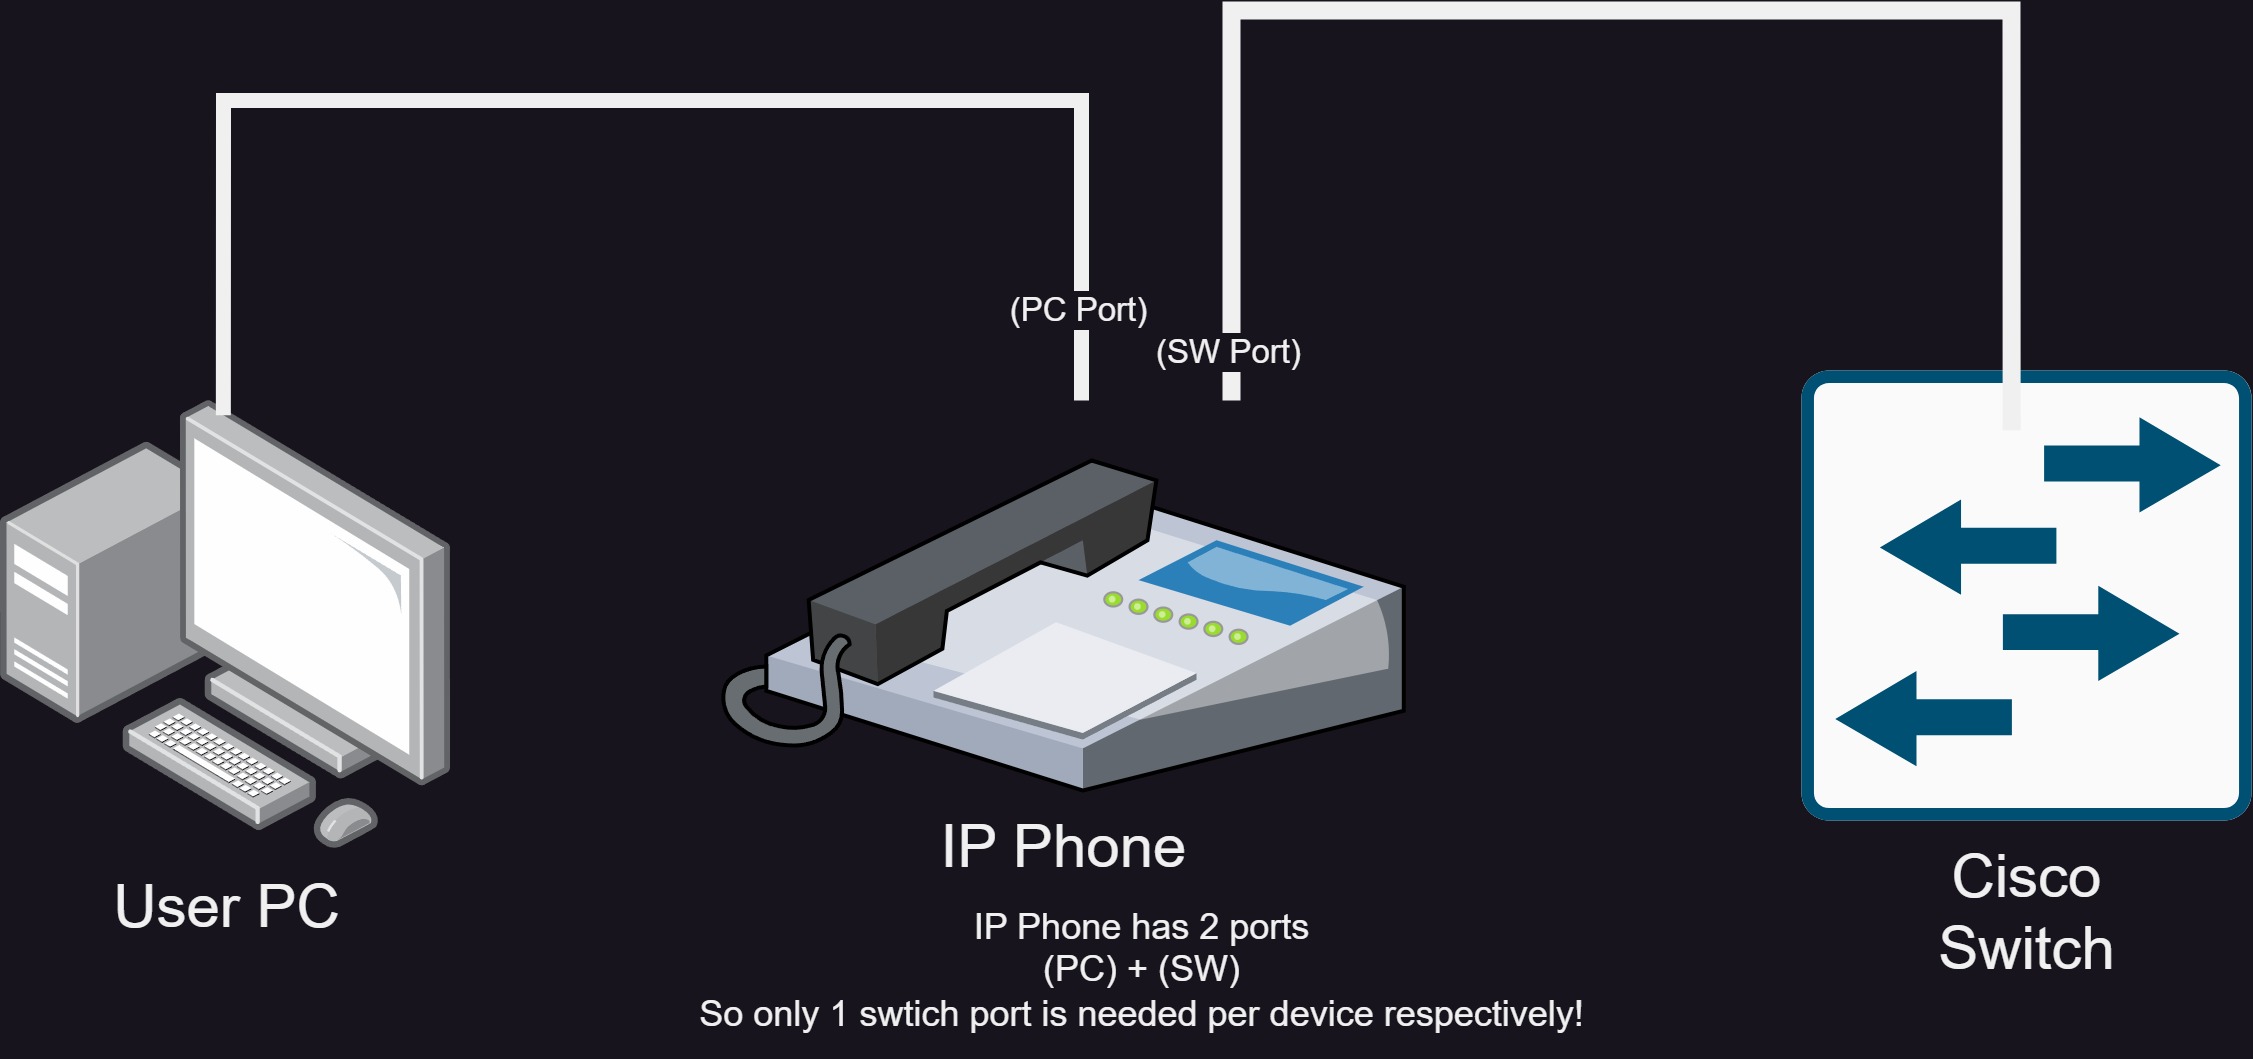 (PC Port)
(SW Port)
IP Phone
User PC
Cisco
Switch
IP Phone has 2 ports
(PC) + (SW)
So only 1 swtich port is needed per device respectively!